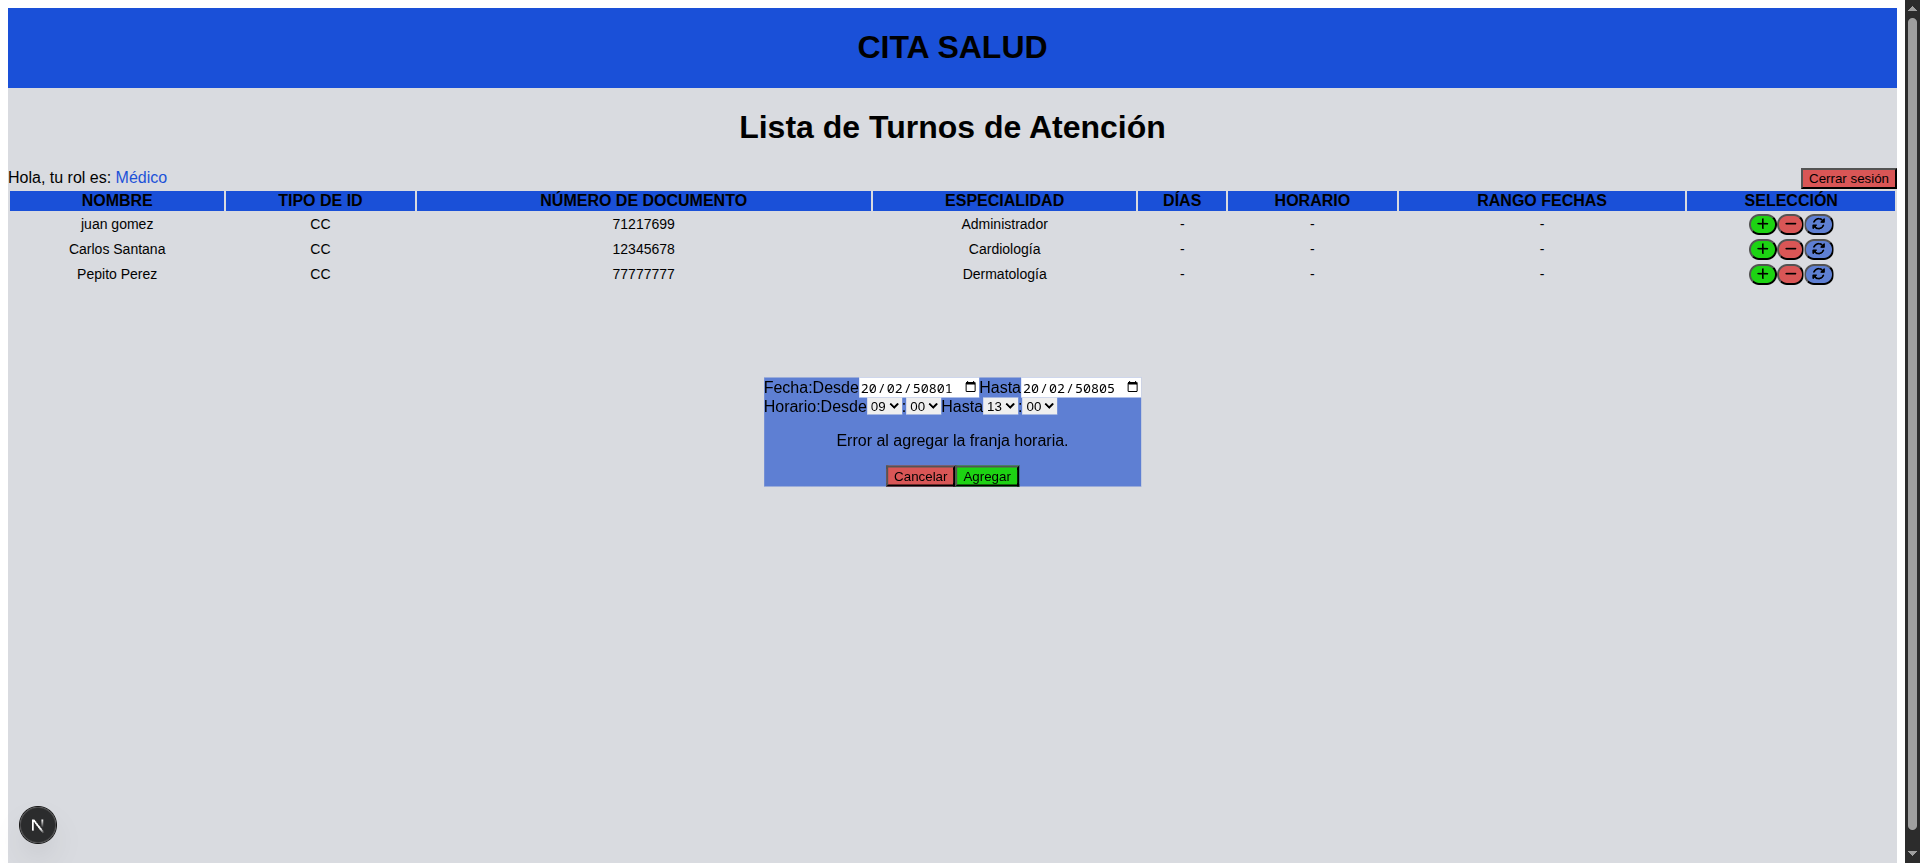 CITA SALUD
Lista de Turnos de Atención
Hola, tu rol es: Médico Cerrar sesión
NOMBRE TIPO DE ID NÚMERO DE DOCUMENTO ESPECIALIDAD DÍAS HORARIO RANGO FECHAS SELECCIÓN
juan gomez CC 71217699 Administrador - - -
Carlos Santana CC 12345678 Cardiología - - -
Pepito Perez CC 77777777 Dermatología - - -
Fecha:Desde 20/02/50801 Hasta 20/02/50805
Horario:Desde 09 : 00 Hasta 13 : 00
Error al agregar la franja horaria.
Cancelar Agregar
N